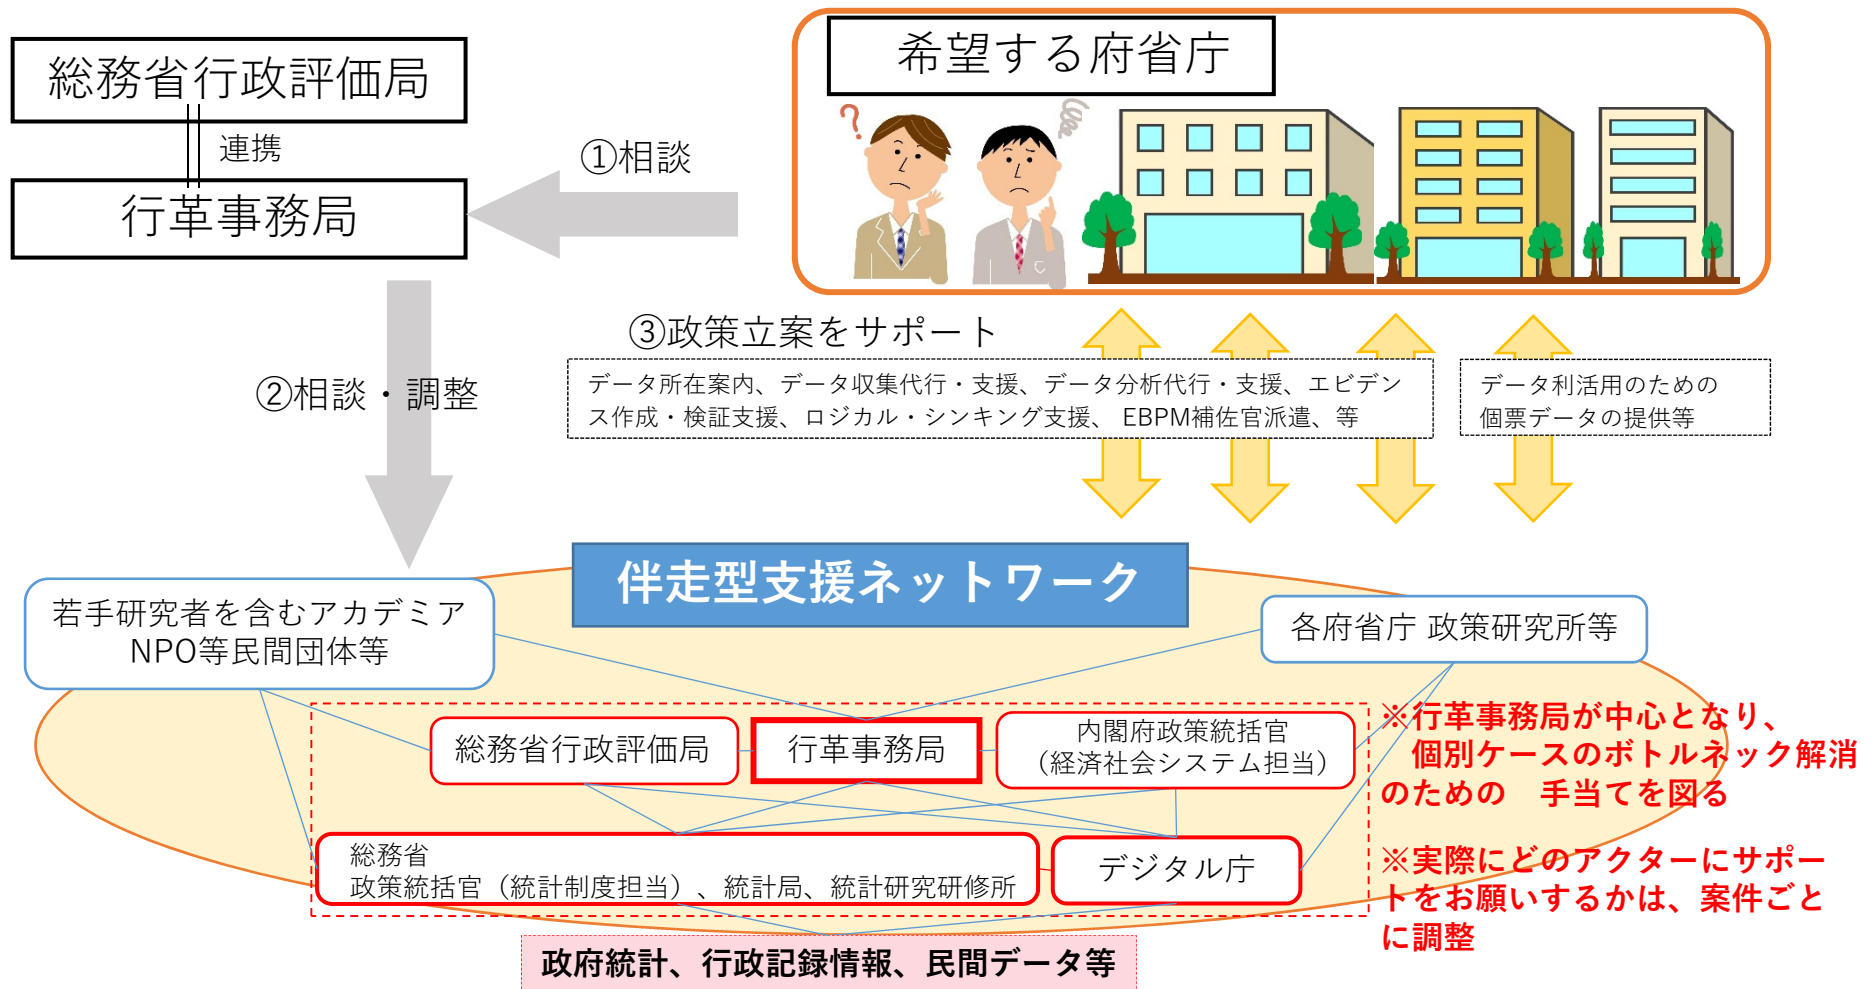 総務省行政評価局
連携
行革事務局
希望する府省庁
①相談
②相談・調整
③政策立案をサポート
データ所在案内、データ収集代行・支援、データ分析代行・支援、エビデン
ス作成・検証支援、ロジカル・シンキング支援、 EBPM補佐官派遣、等
データ利活用のための
個票データの提供等
伴走型支援ネットワーク
若手研究者を含むアカデミア
NPO等民間団体等
各府省庁 政策研究所等
総務省行政評価局
行革事務局
内閣府政策統括官
（経済社会システム担当）
総務省
政策統括官（統計制度担当）、統計局、統計研究研修所
デジタル庁
※行革事務局が中心となり、
個別ケースのボトルネック解消
のための　手当てを図る
※実際にどのアクターにサポー
トをお願いするかは、案件ごと
に調整
政府統計、行政記録情報、民間データ等